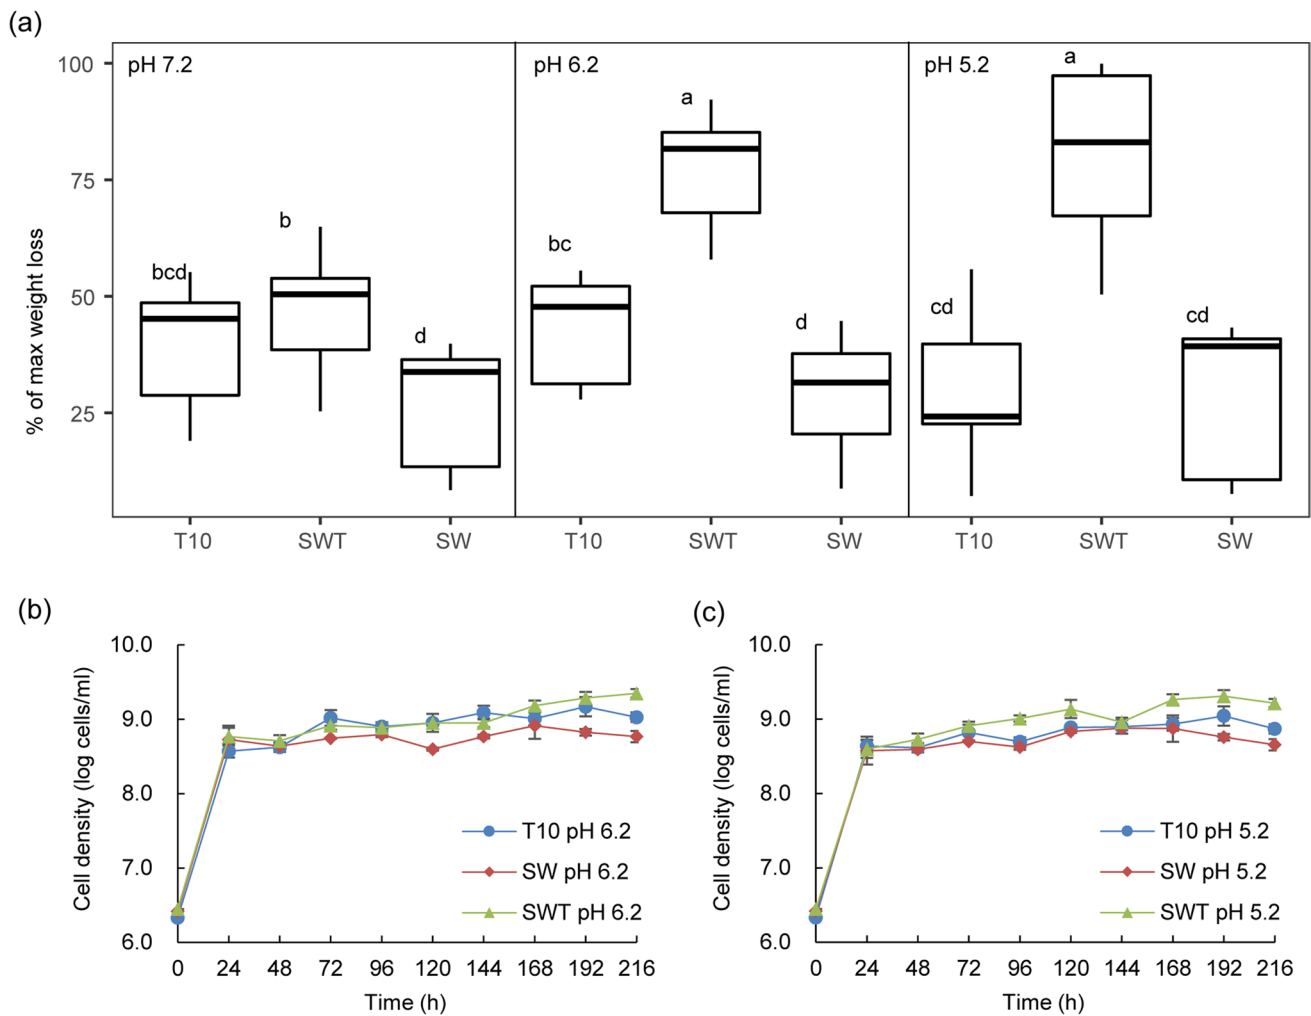 (a)
pH 7.2
pH 6.2
pH 5.2
% of max weight loss
100
75
50
25
bcd
b
d
bc
a
d
cd
a
cd
T10 SWT SW T10 SWT SW T10 SWT SW
(b)
Cell density (log cells/ml)
10.0
9.0
8.0
7.0
6.0
T10 pH 6.2
SW pH 6.2
SWT pH 6.2
0 24 48 72 96 120 144 168 192 216
Time (h)
(c)
Cell density (log cells/ml)
10.0
9.0
8.0
7.0
6.0
T10 pH 5.2
SW pH 5.2
SWT pH 5.2
0 24 48 72 96 120 144 168 192 216
Time (h)